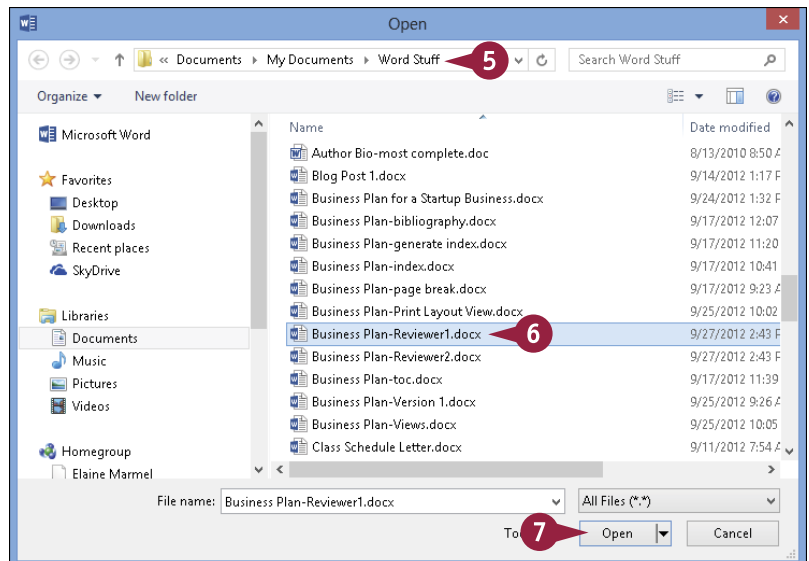 Open
« Documents ▸ My Documents ▸ Word Stuff
5
Search Word Stuff
Organize New folder
Microsoft Word
Favorites
Desktop
Downloads
Recent places
SkyDrive
Libraries
Documents
Music
Pictures
Videos
Homegroup
Elaine Marmel
Name Date modified
Author Bio-most complete.doc 8/13/2010 8:50
Blog Post 1.docx 9/14/2012 1:17
Business Plan for a Startup Business.docx 9/24/2012 1:32
Business Plan-bibliography.docx 9/17/2012 12:07
Business Plan-generate index.docx 9/17/2012 11:20
Business Plan-index.docx 9/17/2012 10:41
Business Plan-page break.docx 9/17/2012 9:23
Business Plan-Print Layout View.docx 9/25/2012 10:02
Business Plan-Reviewer1.docx 6 9/27/2012 2:43
Business Plan-Reviewer2.docx 9/27/2012 2:43
Business Plan-toc.docx 9/17/2012 11:39
Business Plan-Version 1.docx 9/25/2012 9:26
Business Plan-Views.docx 9/25/2012 10:05
Class Schedule Letter.docx 9/11/2012 7:54
File name: Business Plan-Reviewer1.docx All Files (*.*)
7 Open Cancel